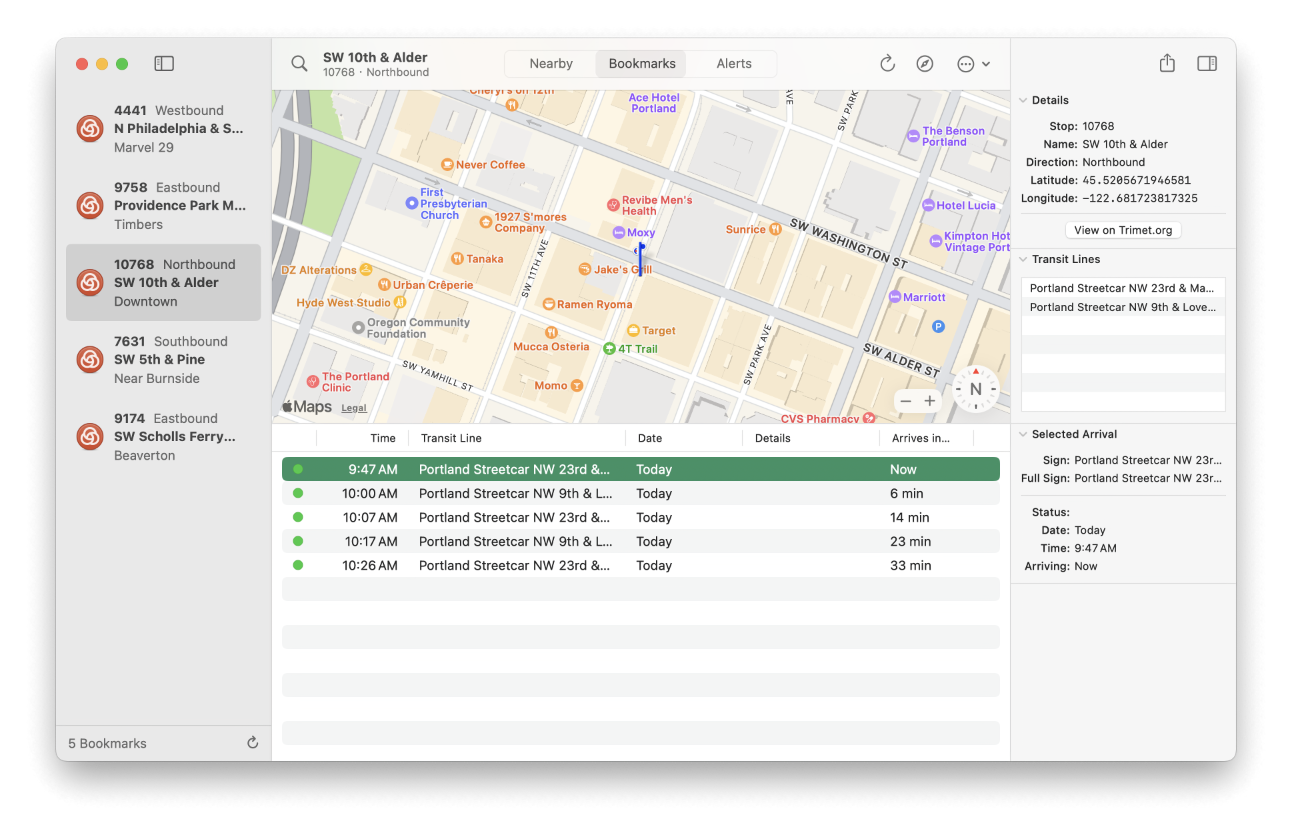 SW 10th & Alder
10768 · Northbound
Nearby
Bookmarks
Alerts
4441 Westbound
N Philadelphia & S...
Marvel 29
9758 Eastbound
Providence Park M...
Timbers
10768 Northbound
SW 10th & Alder
Downtown
7631 Southbound
SW 5th & Pine
Near Burnside
9174 Eastbound
SW Scholls Ferry...
Beaverton
5 Bookmarks
Cheryl's on 12th
Ace Hotel
Portland
AVE
SW PARK
The Benson
Portland
Never Coffee
First
Presbyterian
Church
Revibe Men's
Health
1927 S'mores
Company
Hotel Lucia
Moxy
Sunrice
SW WASHINGTON ST
Kimpton Hot
Vintage Port
Tanaka
SW 11TH AVE
DZ Alterations
Jake's Grill
Urban Crêperie
Hyde West Studio
Ramen Ryoma
Marriott
Oregon Community
Foundation
Target
P
Mucca Osteria
4T Trail
SW PARK AVE
SW ALDER ST
SW YAMHILL ST
The Portland
Clinic
Momo
N
Maps
Legal
CVS Pharmacy
Time
Transit Line
Date
Details
Arrives in...
9:47 AM Portland Streetcar NW 23rd &... Today Now
10:00 AM Portland Streetcar NW 9th & L... Today 6 min
10:07 AM Portland Streetcar NW 23rd &... Today 14 min
10:17 AM Portland Streetcar NW 9th & L... Today 23 min
10:26 AM Portland Streetcar NW 23rd &... Today 33 min
Details
Stop: 10768
Name: SW 10th & Alder
Direction: Northbound
Latitude: 45.5205671946581
Longitude: −122.681723817325
View on Trimet.org
Transit Lines
Portland Streetcar NW 23rd & Ma...
Portland Streetcar NW 9th & Love...
Selected Arrival
Sign: Portland Streetcar NW 23r...
Full Sign: Portland Streetcar NW 23r...
Status:
Date: Today
Time: 9:47 AM
Arriving: Now